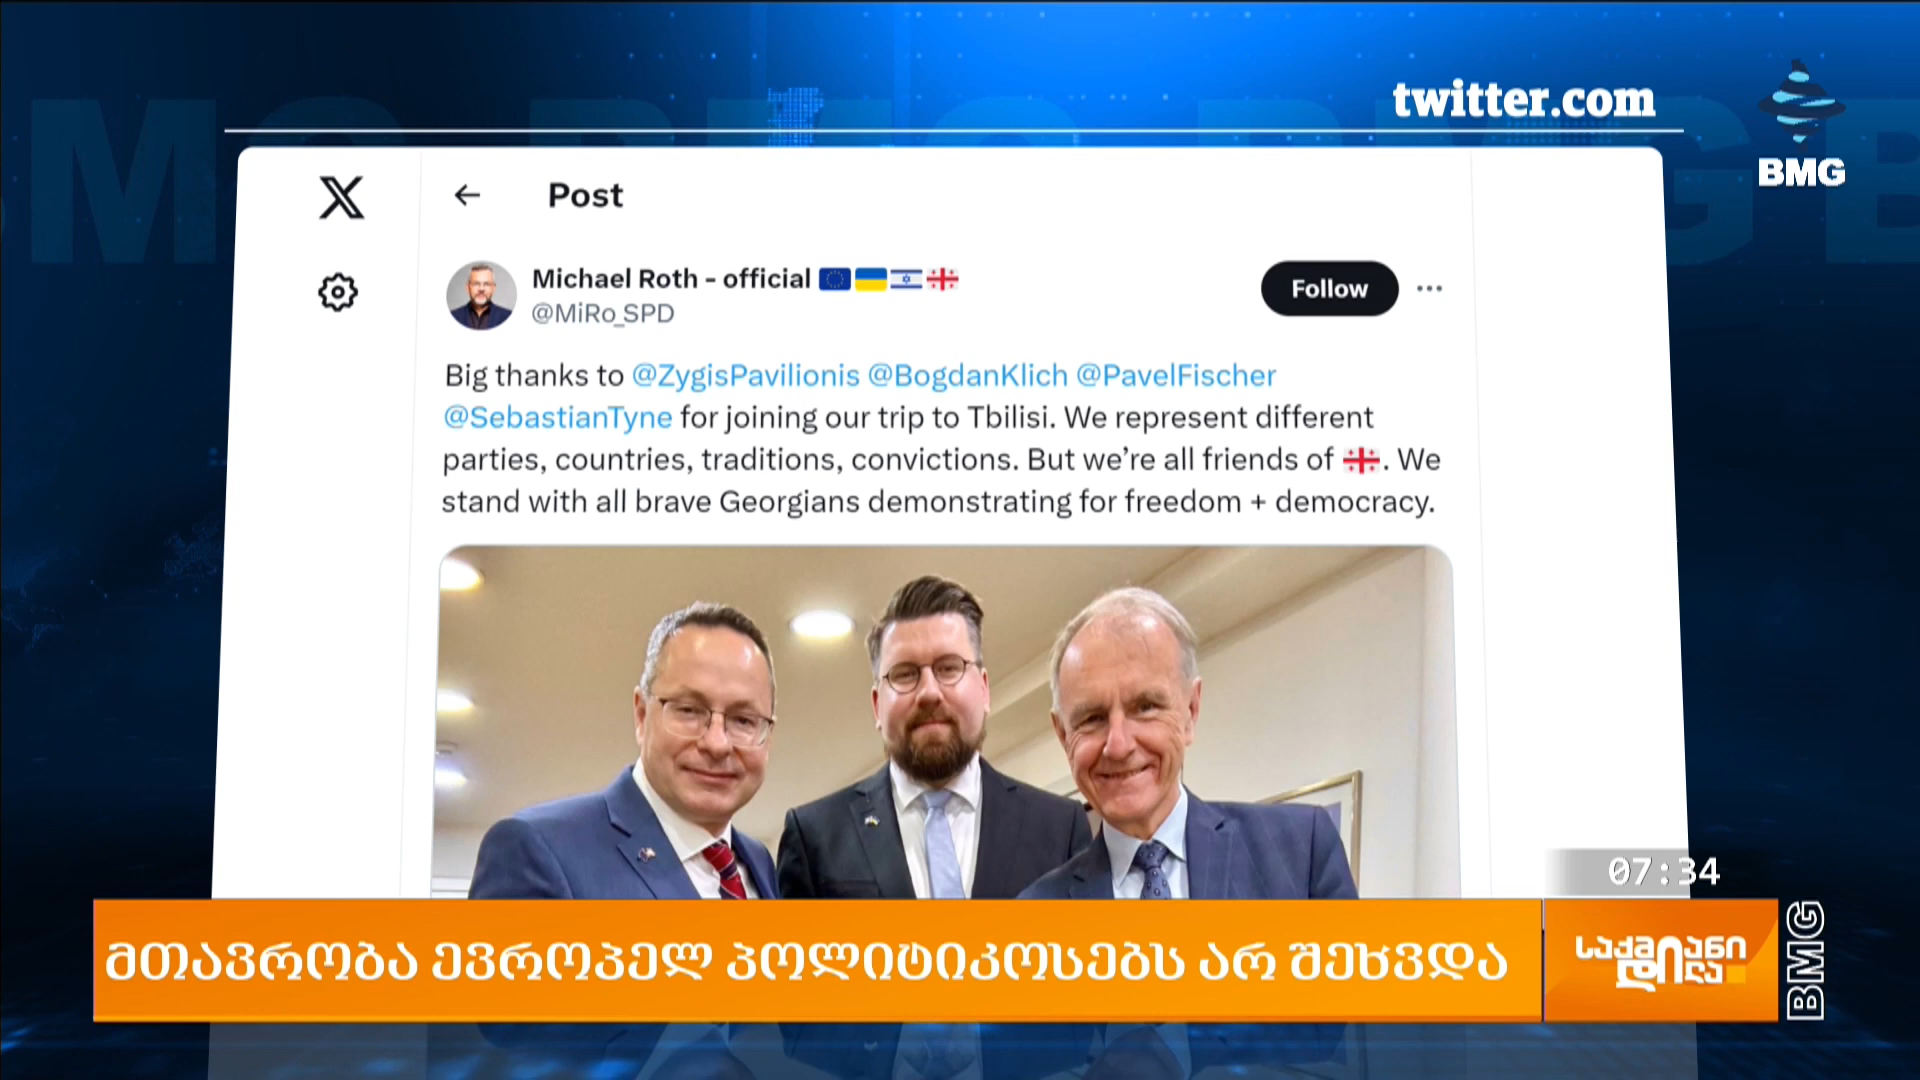 twitter.com
BMG
Post
Michael Roth - official 🇪🇺🇺🇦🇮🇱🇬🇪
@MiRo_SPD
Follow
Big thanks to @ZygisPavilionis @BogdanKlich @PavelFischer
@SebastianTyne for joining our trip to Tbilisi. We represent different
parties, countries, traditions, convictions. But we’re all friends of 🇬🇪. We
stand with all brave Georgians demonstrating for freedom + democracy.
07:34
მთავრობა ევროპელ პოლიტიკოსებს არ შეხვდა
საქმიანი
დილა
BMG